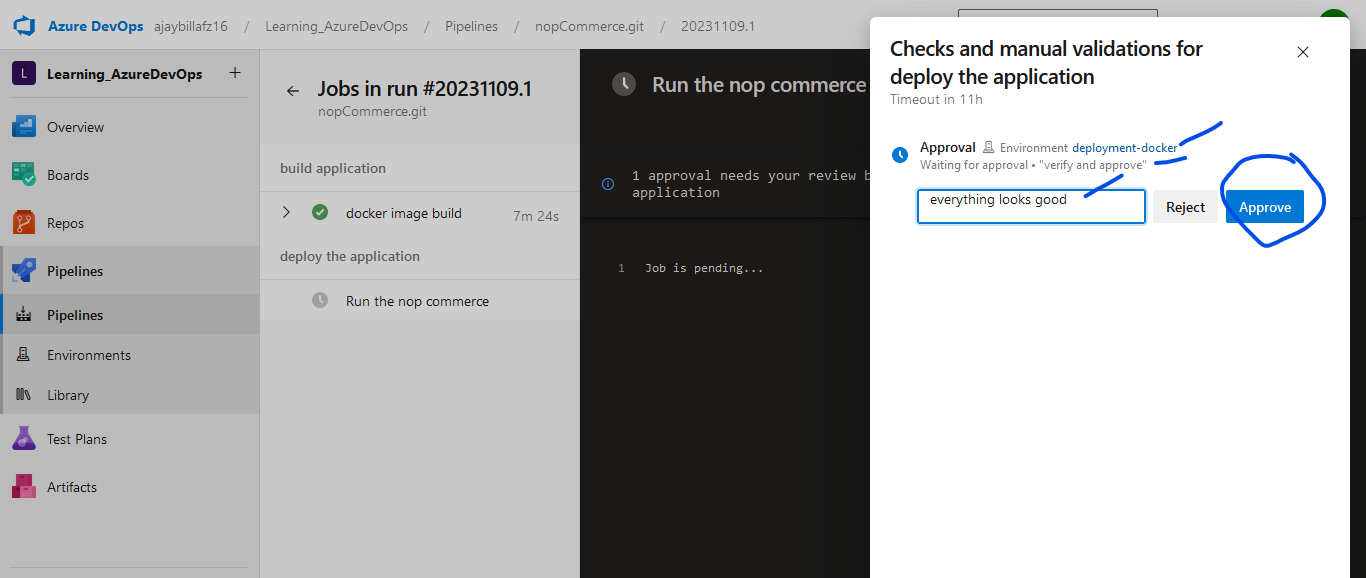 Azure DevOps ajaybillafz16 / Learning_AzureDevOps / Pipelines / nopCommerce.git / 20231109.1
L Learning_AzureDevOps +
Overview
Boards
Repos
Pipelines
Pipelines
Environments
Library
Test Plans
Artifacts
Jobs in run #20231109.1
nopCommerce.git
build application
docker image build 7m 24s
deploy the application
Run the nop commerce
Run the nop commerce
1 approval needs your review b
application
1 Job is pending...
Checks and manual validations for
deploy the application
Timeout in 11h
Approval Environment deployment-docker
Waiting for approval • "verify and approve"
everything looks good
Reject
Approve